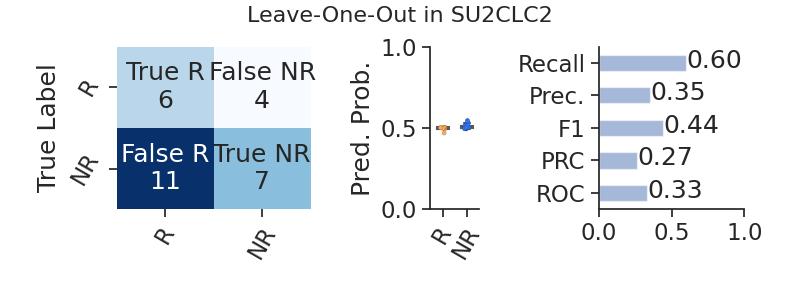 Leave-One-Out in SU2CLC2
True Label
R
NR
True R
6
False NR
4
False R
11
True NR
7
R
NR
Pred. Prob.
1.0
0.5
0.0
R
NR
Recall
Prec.
F1
PRC
ROC
0.60
0.35
0.44
0.27
0.33
0.0
0.5
1.0